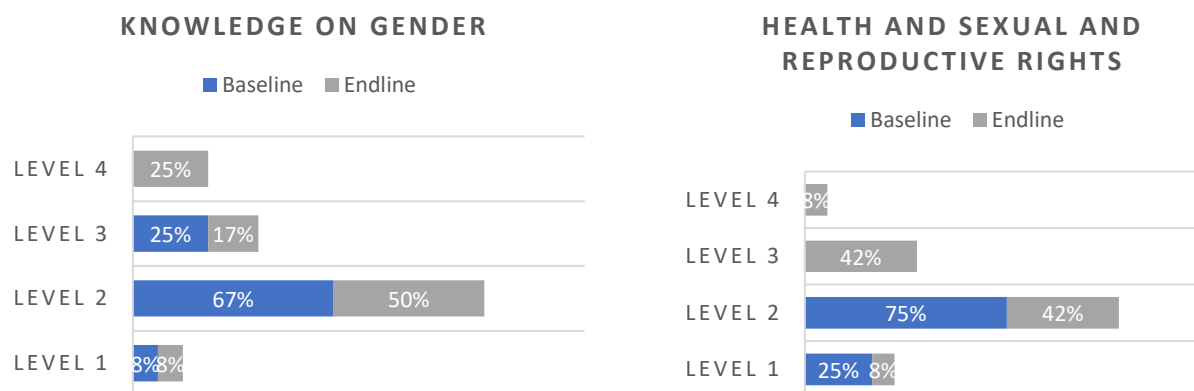 KNOWLEDGE ON GENDER
Baseline Endline
LEVEL 4
25%
LEVEL 3
25% 17%
LEVEL 2
67% 50%
LEVEL 1
8% 8%
HEALTH AND SEXUAL AND
REPRODUCTIVE RIGHTS
Baseline Endline
LEVEL 4
8%
LEVEL 3
42%
LEVEL 2
75% 42%
LEVEL 1
25% 8%